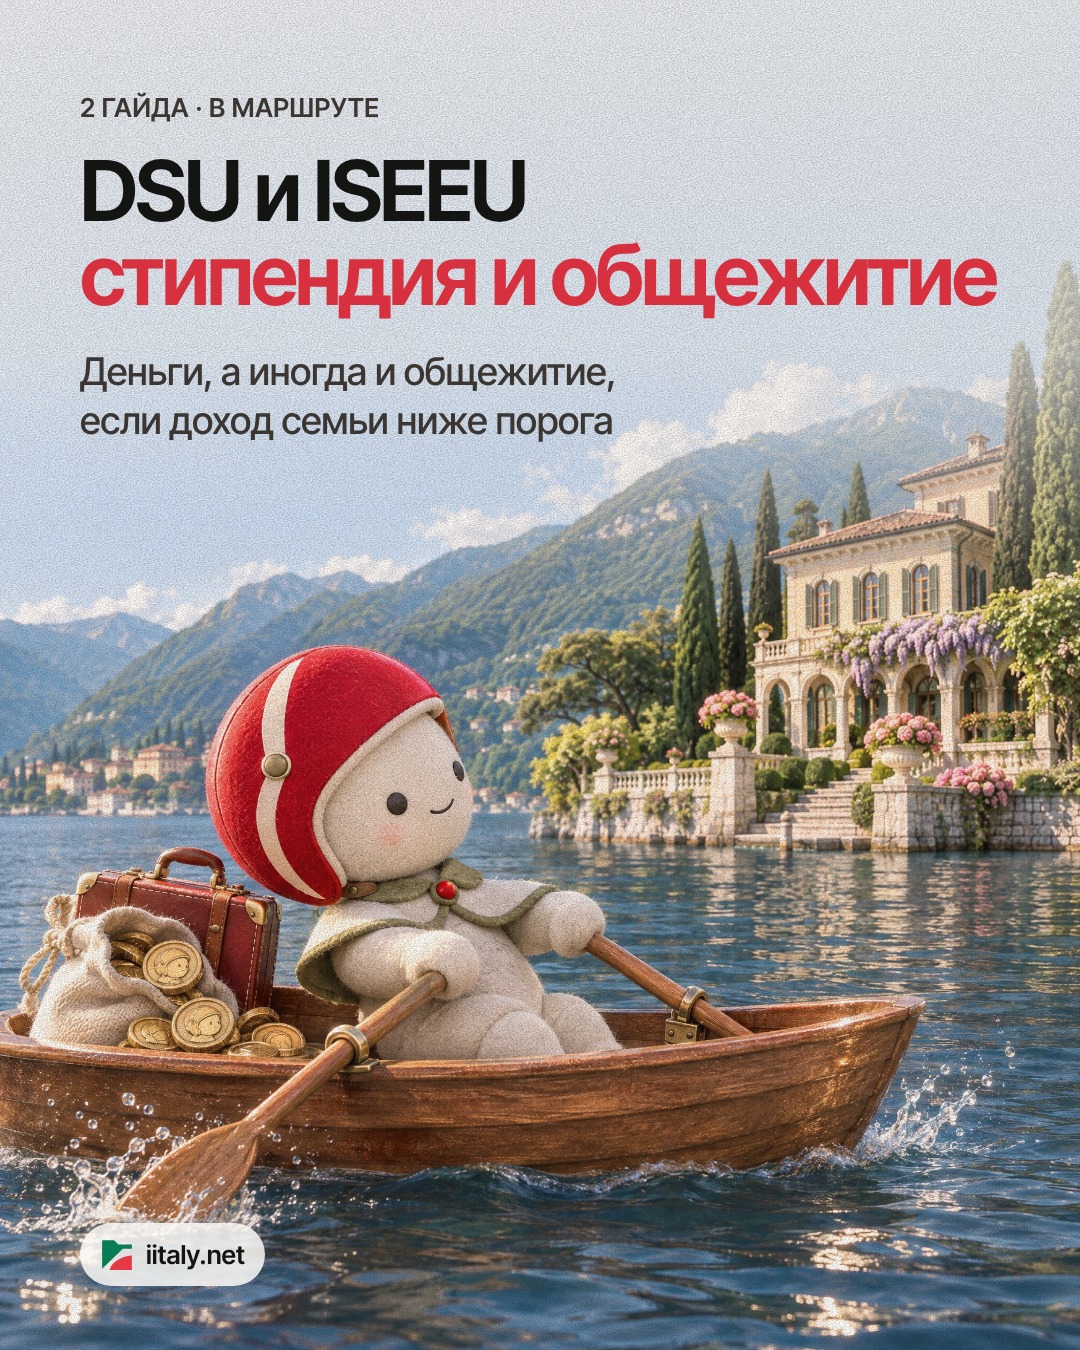 2 ГАЙДА · В МАРШРУТЕ
DSU и ISEEU
стипендия и общежитие
Деньги, а иногда и общежитие,
если доход семьи ниже порога
iitaly.net